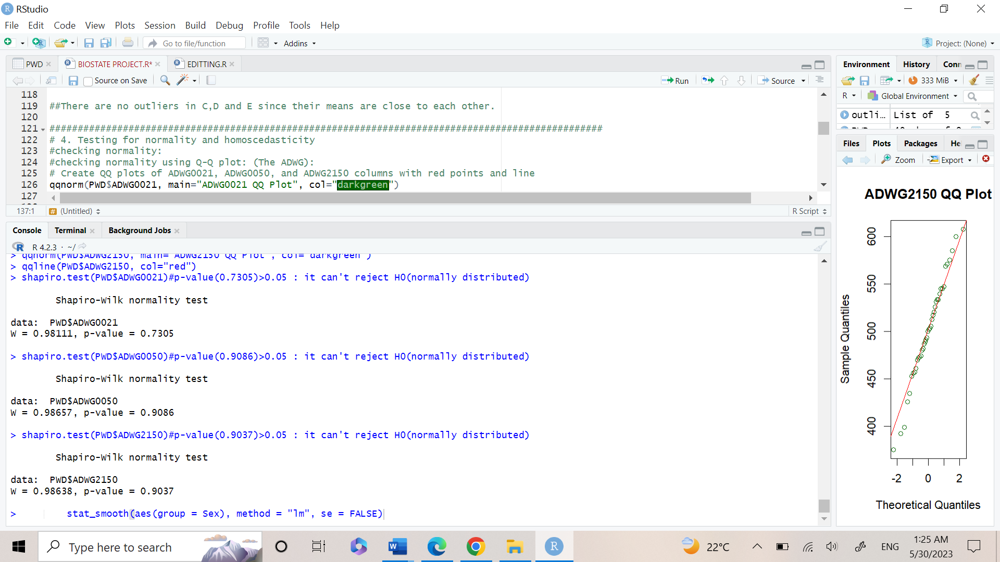 RStudio
File Edit Code View Plots Session Build Debug Profile Tools Help
Go to file/function Addins Project: (None)
PWD BIOSTATE PROJECT.R* EDITTING.R
Source on Save Run Source
118
119 ##There are no outliers in C,D and E since their means are close to each other.
120
121 ##################################################################################################
122 # 4. Testing for normality and homoscedasticity
123 #checking normality:
124 #checking normality using Q-Q plot: (The ADWG):
125 # Create QQ plots of ADWG0021, ADWG0050, and ADWG2150 columns with red points and line
126 qqnorm(PWD$ADWG0021, main="ADWG0021 QQ Plot", col="darkgreen")
127
137:1 # (Untitled) R Script
Console Terminal Background Jobs
R 4.2.3 · ~/
> qqnorm(PWD$ADWG2150, main="ADWG2150 QQ Plot", col="darkgreen")
> qqline(PWD$ADWG2150, col="red")
> shapiro.test(PWD$ADWG0021)#p-value(0.7305)>0.05 : it can't reject H0(normally distributed)
Shapiro-Wilk normality test
data: PWD$ADWG0021
W = 0.98111, p-value = 0.7305
> shapiro.test(PWD$ADWG0050)#p-value(0.9086)>0.05 : it can't reject H0(normally distributed)
Shapiro-Wilk normality test
data: PWD$ADWG0050
W = 0.98657, p-value = 0.9086
> shapiro.test(PWD$ADWG2150)#p-value(0.9037)>0.05 : it can't reject H0(normally distributed)
Shapiro-Wilk normality test
data: PWD$ADWG2150
W = 0.98638, p-value = 0.9037
> stat_smooth(aes(group = Sex), method = "lm", se = FALSE)
Environment History Conn
333 MiB
R Global Environment
outli... List of 5
Files Plots Packages He
Zoom Export
ADWG2150 QQ Plot
Sample Quantiles
600
550
500
450
400
-2 0 2
Theoretical Quantiles
Type here to search
22°C ENG
1:25 AM
5/30/2023